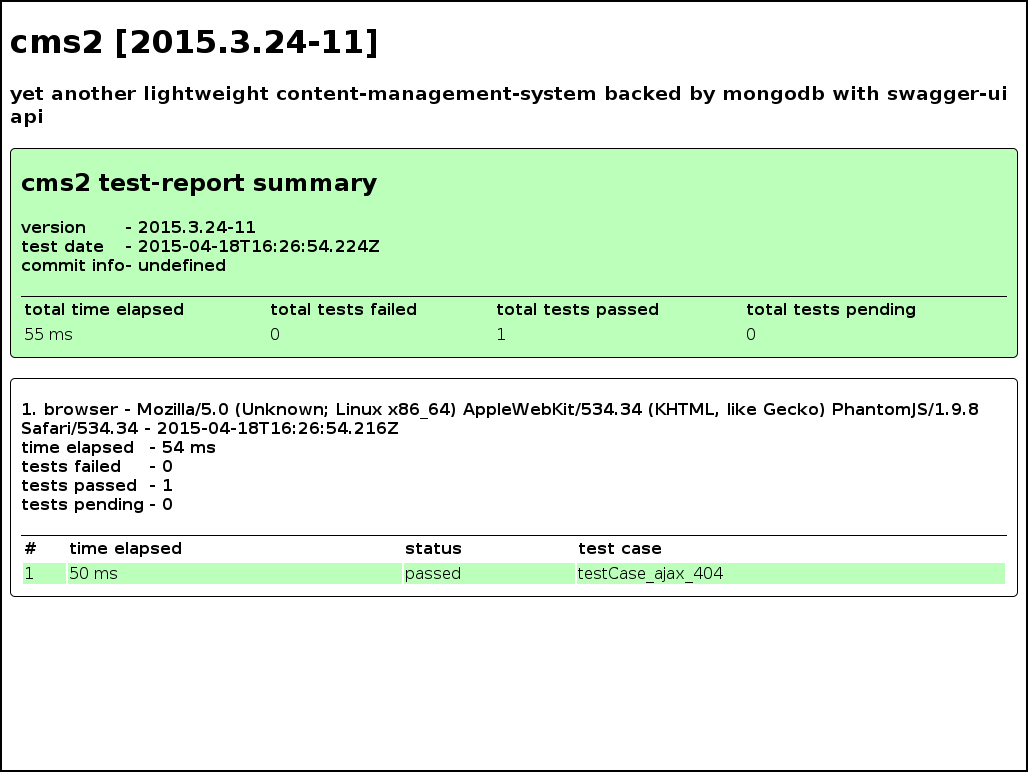 cms2 [2015.3.24-11]
yet another lightweight content-management-system backed by mongodb with swagger-ui
api
cms2 test-report summary
version - 2015.3.24-11
test date - 2015-04-18T16:26:54.224Z
commit info- undefined
total time elapsed total tests failed total tests passed total tests pending
55 ms 0 1 0
1. browser - Mozilla/5.0 (Unknown; Linux x86_64) AppleWebKit/534.34 (KHTML, like Gecko) PhantomJS/1.9.8
Safari/534.34 - 2015-04-18T16:26:54.216Z
time elapsed - 54 ms
tests failed - 0
tests passed - 1
tests pending - 0
# time elapsed status test case
1 50 ms passed testCase_ajax_404